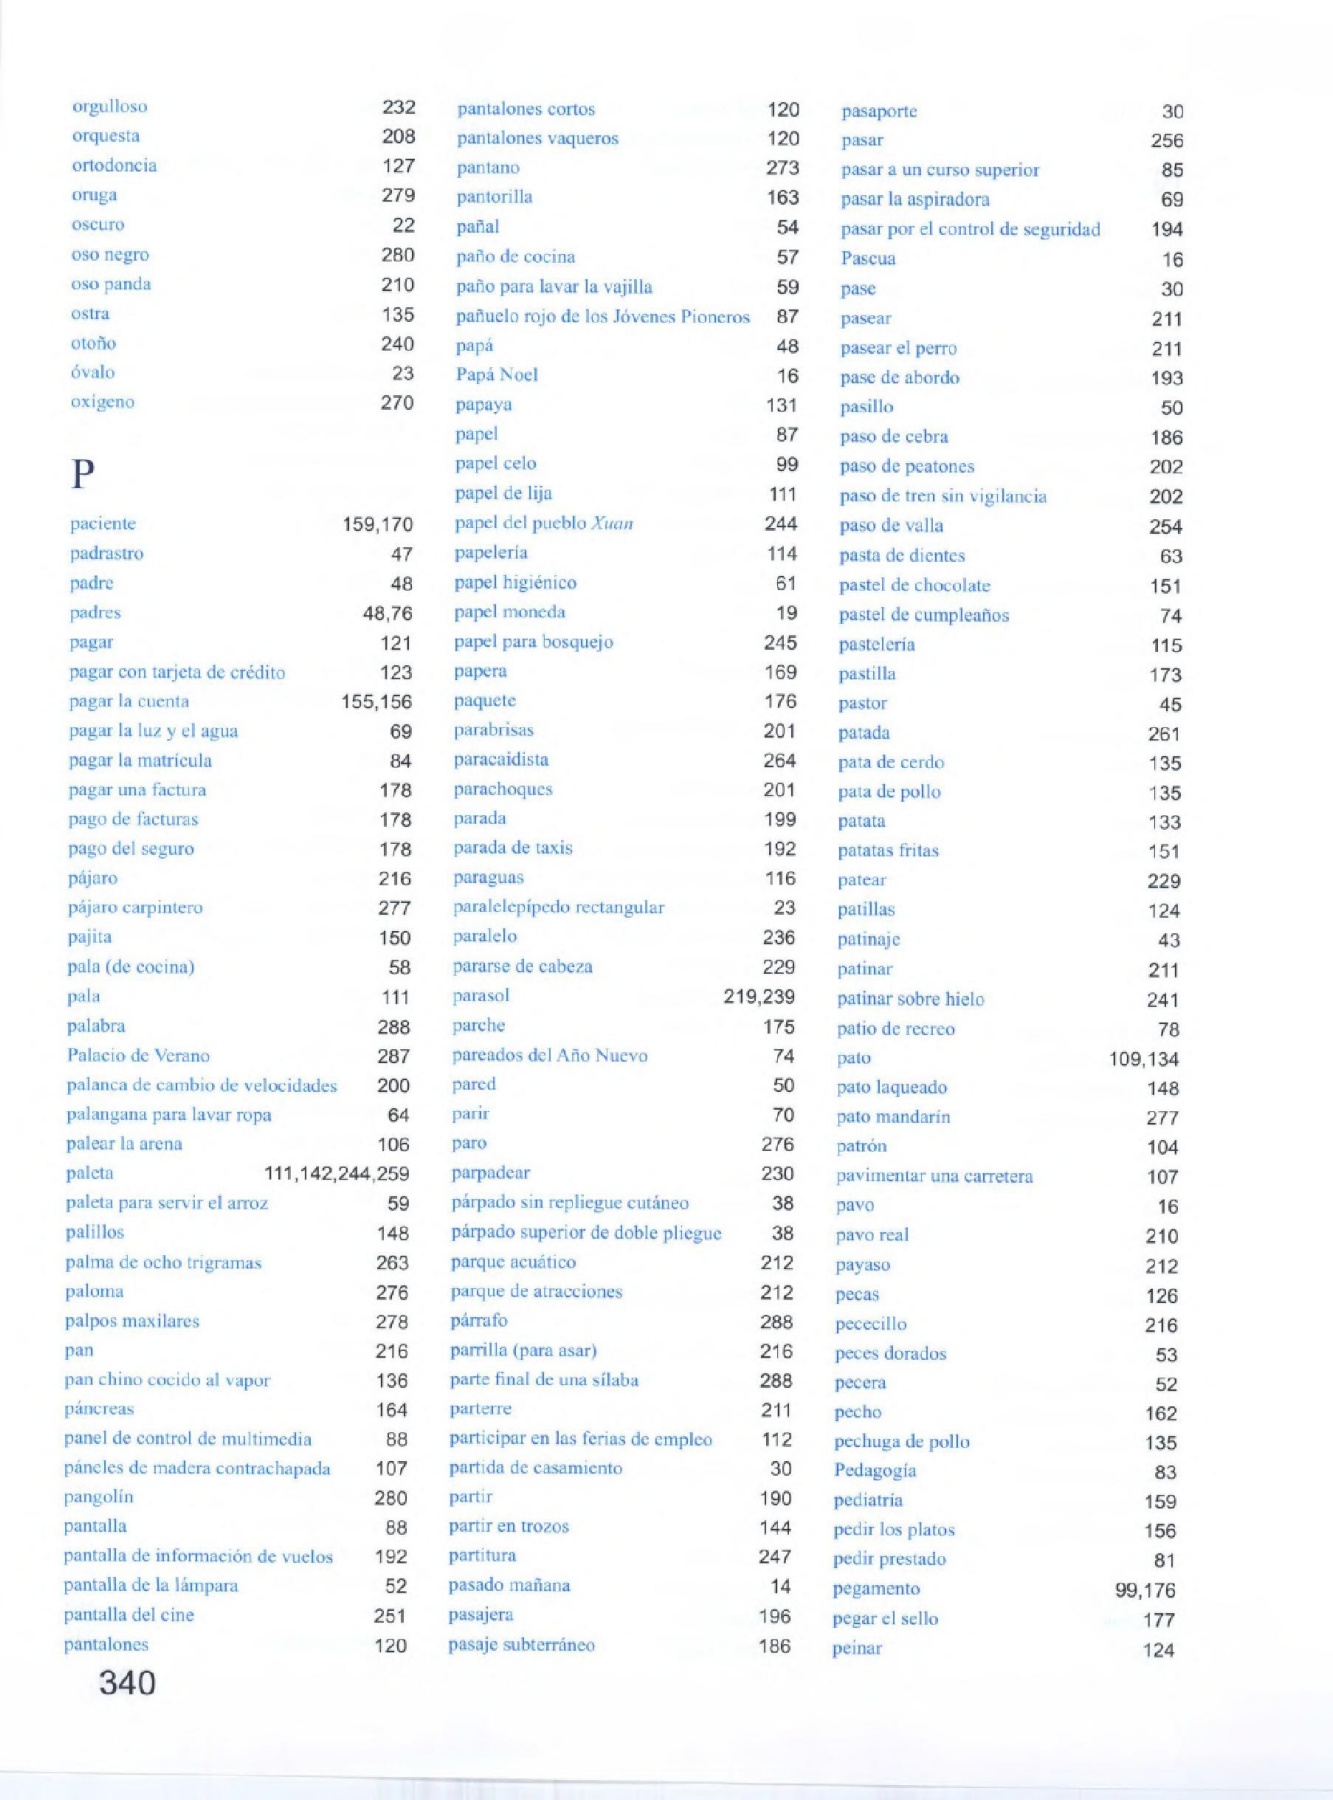 orgulloso 232
orquesta 208
ortodoncia 127
oruga 279
oscuro 22
oso negro 280
oso panda 210
ostra 135
otoño 240
óvalo 23
oxígeno 270
P
paciente 159,170
padrastro 47
padre 48
padres 48,76
pagar 121
pagar con tarjeta de crédito 123
pagar la cuenta 155,156
pagar la luz y el agua 69
pagar la matrícula 84
pagar una factura 178
pago de facturas 178
pago del seguro 178
pájaro 216
pájaro carpintero 277
pajita 150
pala (de cocina) 58
pala 111
palabra 288
Palacio de Verano 287
palanca de cambio de velocidades 200
palangana para lavar ropa 64
palear la arena 106
paleta 111,142,244,259
paleta para servir el arroz 59
palillos 148
palma de ocho trigramas 263
paloma 276
palpos maxilares 278
pan 216
pan chino cocido al vapor 136
páncreas 164
panel de control de multimedia 88
páneles de madera contrachapada 107
pangolín 280
pantalla 88
pantalla de información de vuelos 192
pantalla de la lámpara 52
pantalla del cine 251
pantalones 120
pantalones cortos 120
pantalones vaqueros 120
pantano 273
pantorilla 163
pañal 54
paño de cocina 57
paño para lavar la vajilla 59
pañuelo rojo de los Jóvenes Pioneros 87
papá 48
Papá Noel 16
papaya 131
papel 87
papel celo 99
papel de lija 111
papel del pueblo Xuan 244
papelería 114
papel higiénico 61
papel moneda 19
papel para bosquejo 245
papera 169
paquete 176
parabrisas 201
paracaidista 264
parachoques 201
parada 199
parada de taxis 192
paraguas 116
paralelepípedo rectangular 23
paralelo 236
pararse de cabeza 229
parasol 219,239
parche 175
pareados del Año Nuevo 74
pared 50
parir 70
paro 276
parpadear 230
párpado sin repliegue cutáneo 38
párpado superior de doble pliegue 38
parque acuático 212
parque de atracciones 212
párrafo 288
parrilla (para asar) 216
parte final de una sílaba 288
parterre 211
participar en las ferias de empleo 112
partida de casamiento 30
partir 190
partir en trozos 144
partitura 247
pasado mañana 14
pasajera 196
pasaje subterráneo 186
pasaporte 30
pasar 256
pasar a un curso superior 85
pasar la aspiradora 69
pasar por el control de seguridad 194
Pascua 16
pase 30
pasear 211
pasear el perro 211
pase de abordo 193
pasillo 50
paso de cebra 186
paso de peatones 202
paso de tren sin vigilancia 202
paso de valla 254
pasta de dientes 63
pastel de chocolate 151
pastel de cumpleaños 74
pastelería 115
pastilla 173
pastor 45
patada 261
pata de cerdo 135
pata de pollo 135
patata 133
patatas fritas 151
patear 229
patillas 124
patinaje 43
patinar 211
patinar sobre hielo 241
patio de recreo 78
pato 109,134
pato laqueado 148
pato mandarín 277
patrón 104
pavimentar una carretera 107
pavo 16
pavo real 210
payaso 212
pecas 126
pececillo 216
peces dorados 53
pecera 52
pecho 162
pechuga de pollo 135
Pedagogía 83
pediatría 159
pedir los platos 156
pedir prestado 81
pegamento 99,176
pegar el sello 177
peinar 124
340